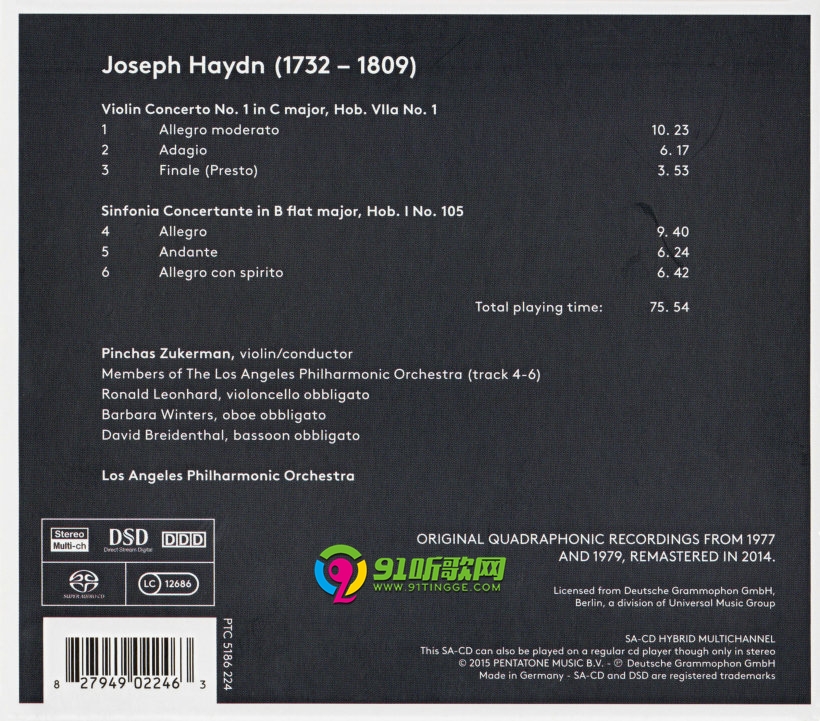 Joseph Haydn (1732 – 1809)
Violin Concerto No. 1 in C major, Hob. VIIa No. 1
1 Allegro moderato 10. 23
2 Adagio 6. 17
3 Finale (Presto) 3. 53
Sinfonia Concertante in B flat major, Hob. I No. 105
4 Allegro 9. 40
5 Andante 6. 24
6 Allegro con spirito 6. 42
Total playing time: 75. 54
Pinchas Zukerman, violin/conductor
Members of The Los Angeles Philharmonic Orchestra (track 4-6)
Ronald Leonhard, violoncello obbligato
Barbara Winters, oboe obbligato
David Breidenthal, bassoon obbligato
Los Angeles Philharmonic Orchestra
Stereo
Multi-ch
DSD
Direct Stream Digital
DDD
SUPER AUDIO CD
LC 12686
ORIGINAL QUADRAPHONIC RECORDINGS FROM 1977
AND 1979, REMASTERED IN 2014.
91听歌网
WWW.91TINGGE.COM
Licensed from Deutsche Grammophon GmbH,
Berlin, a division of Universal Music Group
PTC 5186 224
8 27949 02246 3
SA-CD HYBRID MULTICHANNEL
This SA-CD can also be played on a regular cd player though only in stereo
© 2015 PENTATONE MUSIC B.V. - ℗ Deutsche Grammophon GmbH
Made in Germany - SA-CD and DSD are registered trademarks